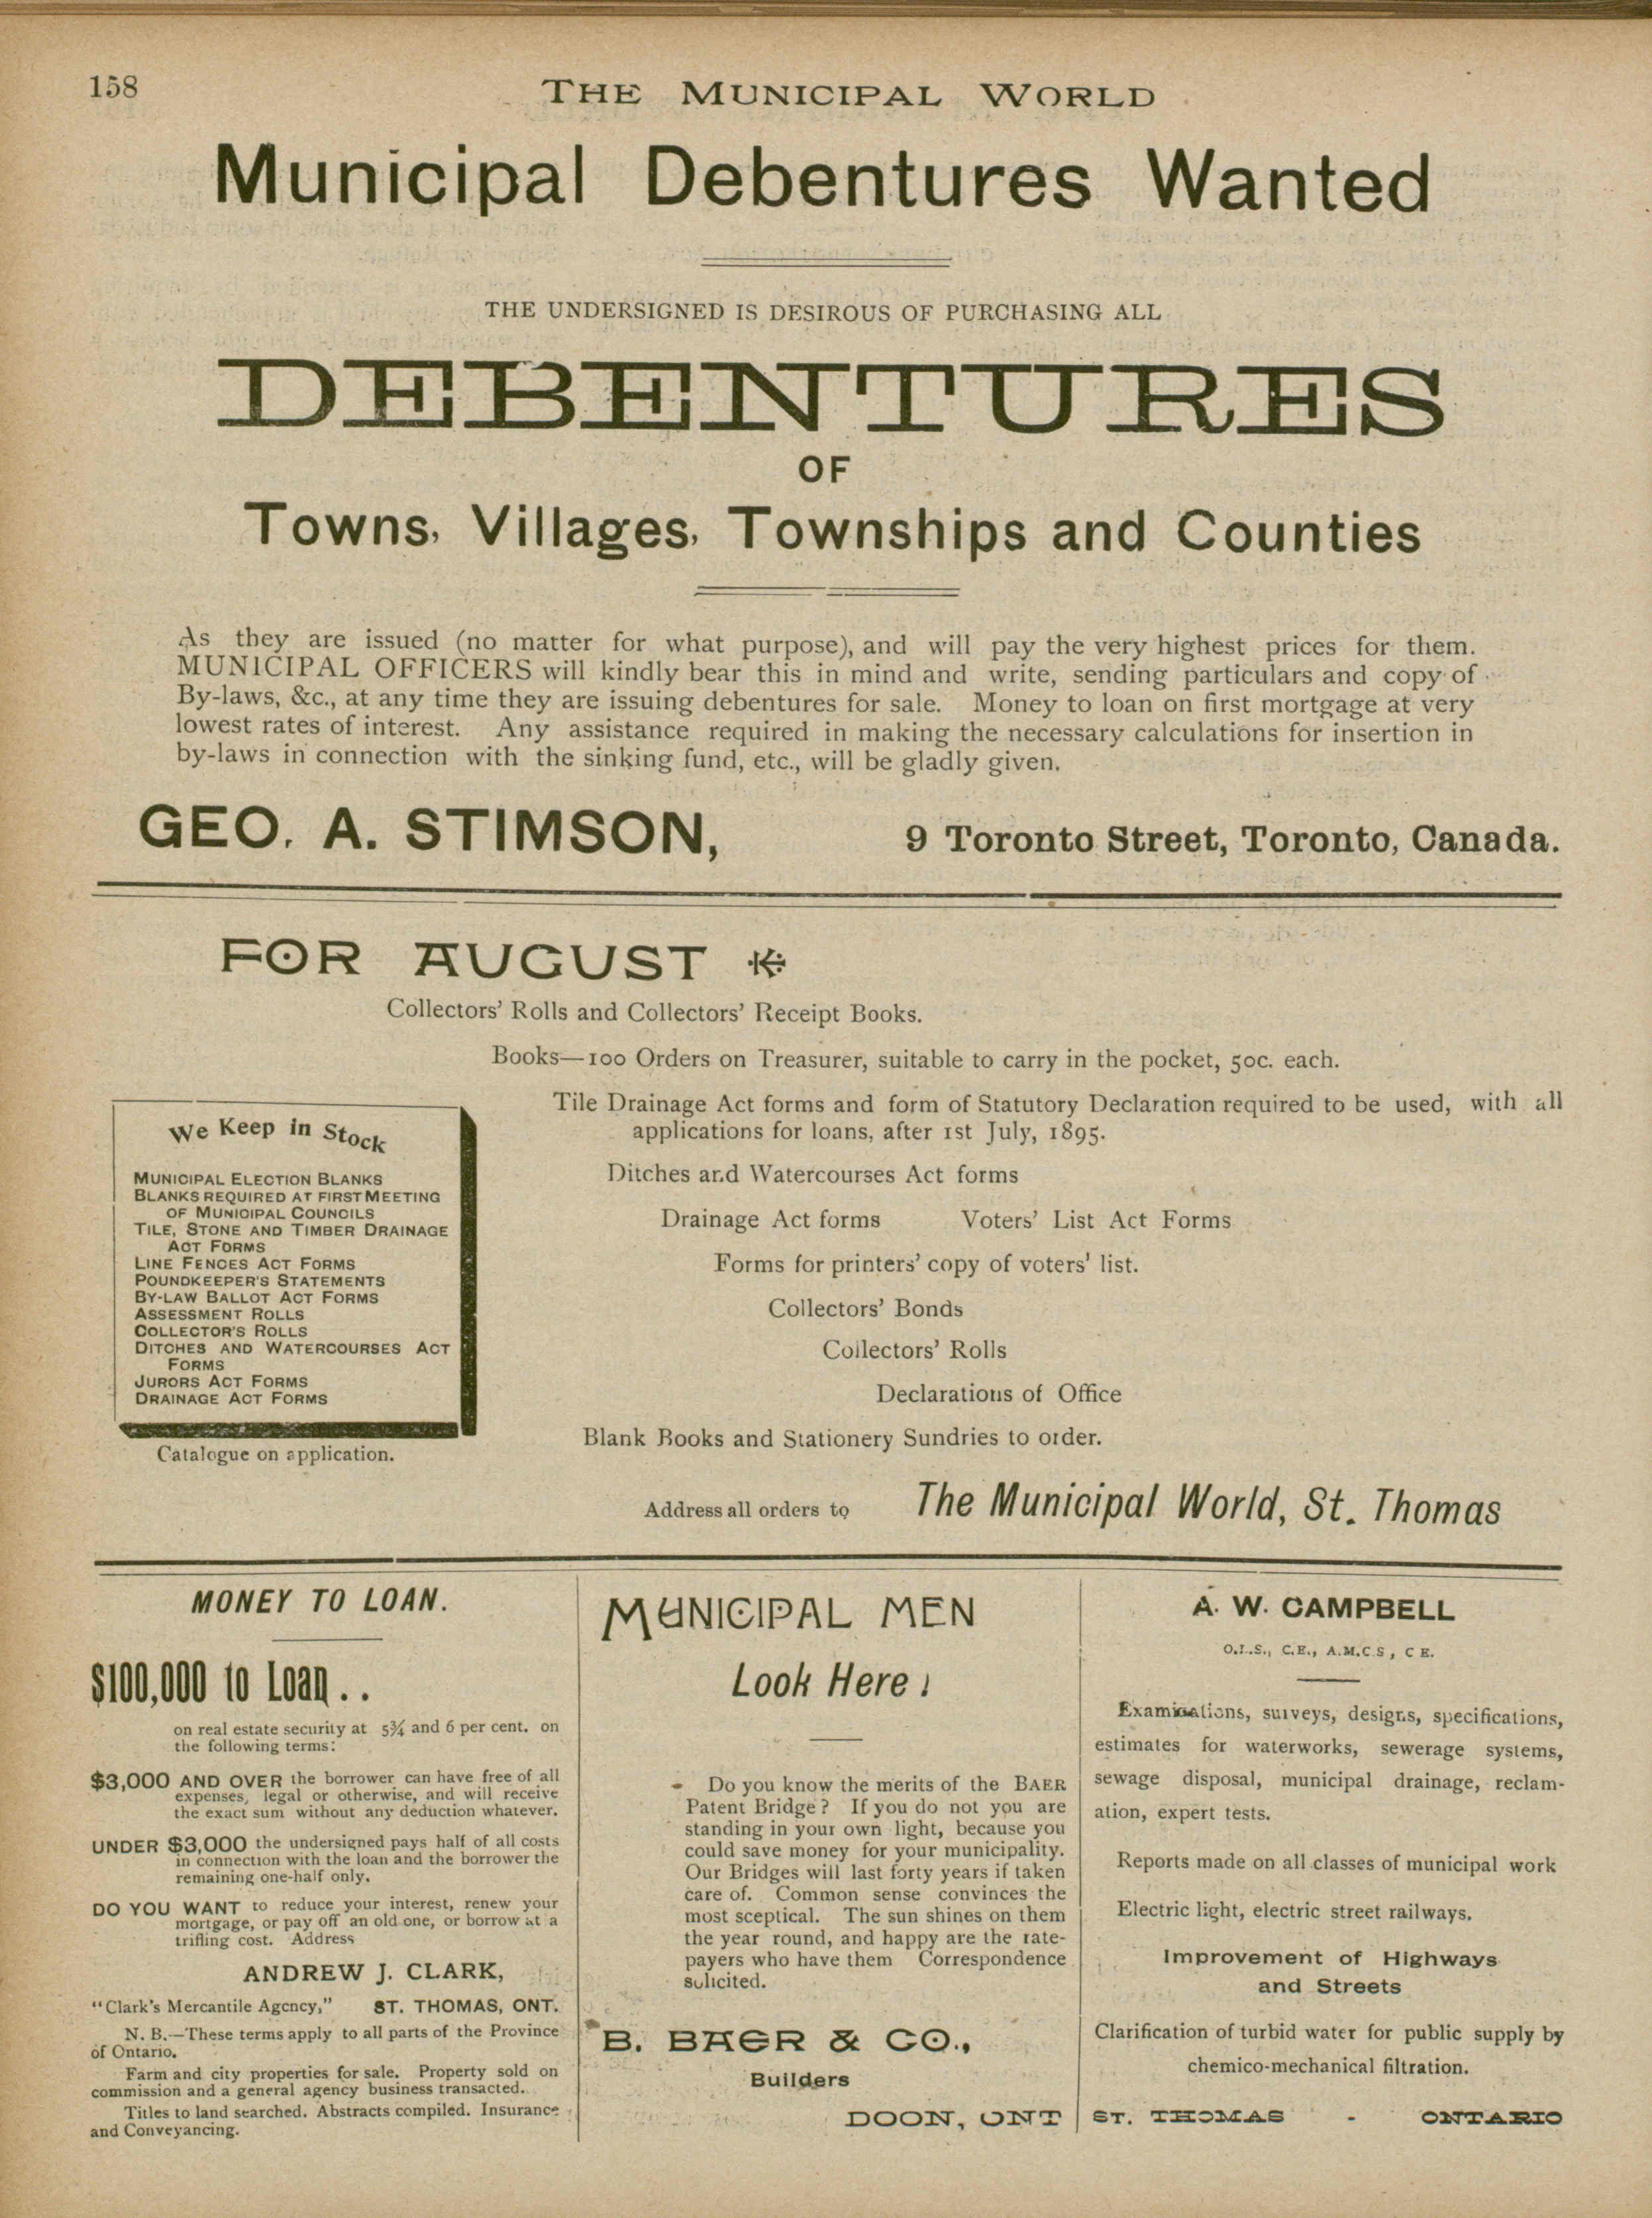 158
THE MUNICIPAL WORLD
Municipal Debentures Wanted
THE UNDERSIGNED IS DESIROUS OF PURCHASING ALL
DEBENTURES
OF
Towns, Villages, Townships and Counties
As they are issued (no matter for what purpose), and will pay the very highest prices for them.
MUNICIPAL OFFICERS will kindly bear this in mind and write, sending particulars and copy of
By-laws, &c., at any time they are issuing debentures for sale. Money to loan on first mortgage at very
lowest rates of interest. Any assistance required in making the necessary calculations for insertion in
by-laws in connection with the sinking fund, etc., will be gladly given.
GEO. A. STIMSON,
9 Toronto Street, Toronto, Canada.
FOR AUGUST
Collectors' Rolls and Collectors' Receipt Books.
Books—100 Orders on Treasurer, suitable to carry in the pocket, 50c. each.
Tile Drainage Act forms and form of Statutory Declaration required to be used, with all
applications for loans, after 1st July, 1895.
Ditches and Watercourses Act forms
Drainage Act forms Voters' List Act Forms
Forms for printers' copy of voters' list.
Collectors' Bonds
Collectors' Rolls
Declarations of Office
Blank Books and Stationery Sundries to order.
We Keep in Stock
MUNICIPAL ELECTION BLANKS
BLANKS REQUIRED AT FIRST MEETING
OF MUNICIPAL COUNCILS
TILE, STONE AND TIMBER DRAINAGE
ACT FORMS
LINE FENCES ACT FORMS
POUNDKEEPER'S STATEMENTS
BY-LAW BALLOT ACT FORMS
ASSESSMENT ROLLS
COLLECTOR'S ROLLS
DITCHES AND WATERCOURSES ACT
FORMS
JURORS ACT FORMS
DRAINAGE ACT FORMS
Catalogue on application.
Address all orders to The Municipal World, St. Thomas
MONEY TO LOAN.
$100,000 to Loan . .
on real estate security at 5¾ and 6 per cent. on
the following terms:
$3,000 AND OVER the borrower can have free of all
expenses, legal or otherwise, and will receive
the exact sum without any deduction whatever.
UNDER $3,000 the undersigned pays half of all costs
in connection with the loan and the borrower the
remaining one-half only.
DO YOU WANT to reduce your interest, renew your
mortgage, or pay off an old one, or borrow at a
trifling cost. Address
ANDREW J. CLARK,
"Clark's Mercantile Agency," ST. THOMAS, ONT.
N. B.—These terms apply to all parts of the Province
of Ontario.
Farm and city properties for sale. Property sold on
commission and a general agency business transacted.
Titles to land searched. Abstracts compiled. Insurance
and Conveyancing.
MUNICIPAL MEN
Look Here!
Do you know the merits of the BAER
Patent Bridge? If you do not you are
standing in your own light, because you
could save money for your municipality.
Our Bridges will last forty years if taken
care of. Common sense convinces the
most sceptical. The sun shines on them
the year round, and happy are the rate-
payers who have them Correspondence
solicited.
B. BAER & CO.,
Builders
DOON, ONT
A. W. CAMPBELL
O.L.S., C.E., A.M.C.S, C E.
Examinations, surveys, designs, specifications,
estimates for waterworks, sewerage systems,
sewage disposal, municipal drainage, reclam-
ation, expert tests.
Reports made on all classes of municipal work
Electric light, electric street railways.
Improvement of Highways
and Streets
Clarification of turbid water for public supply by
chemico-mechanical filtration.
ST. THOMAS - ONTARIO